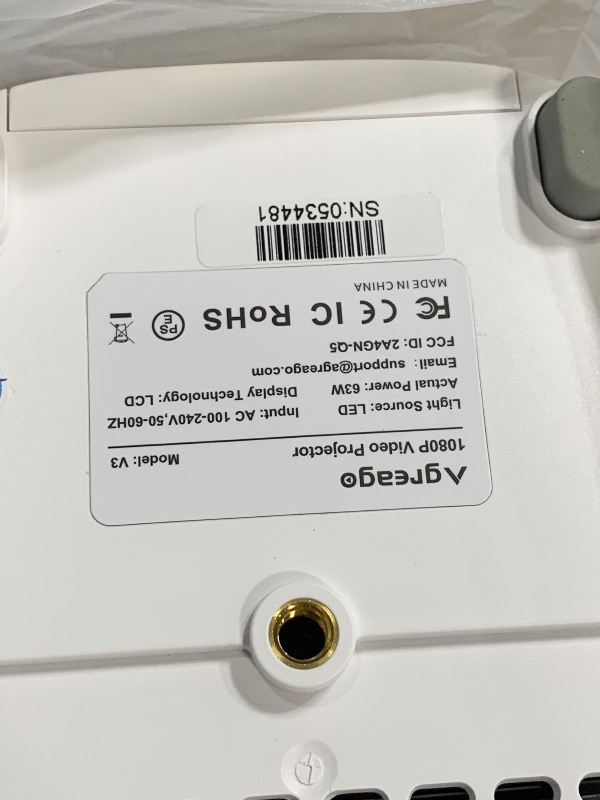 Agreago
1080P Video Projector Model: V3
Light Source: LED Input: AC 100-240V,50-60HZ
Actual Power: 63W Display Technology: LCD
Email: support@agreago.com
FCC ID: 2A4GN-Q5
FC CE IC RoHS PS E
MADE IN CHINA
SN:05344481